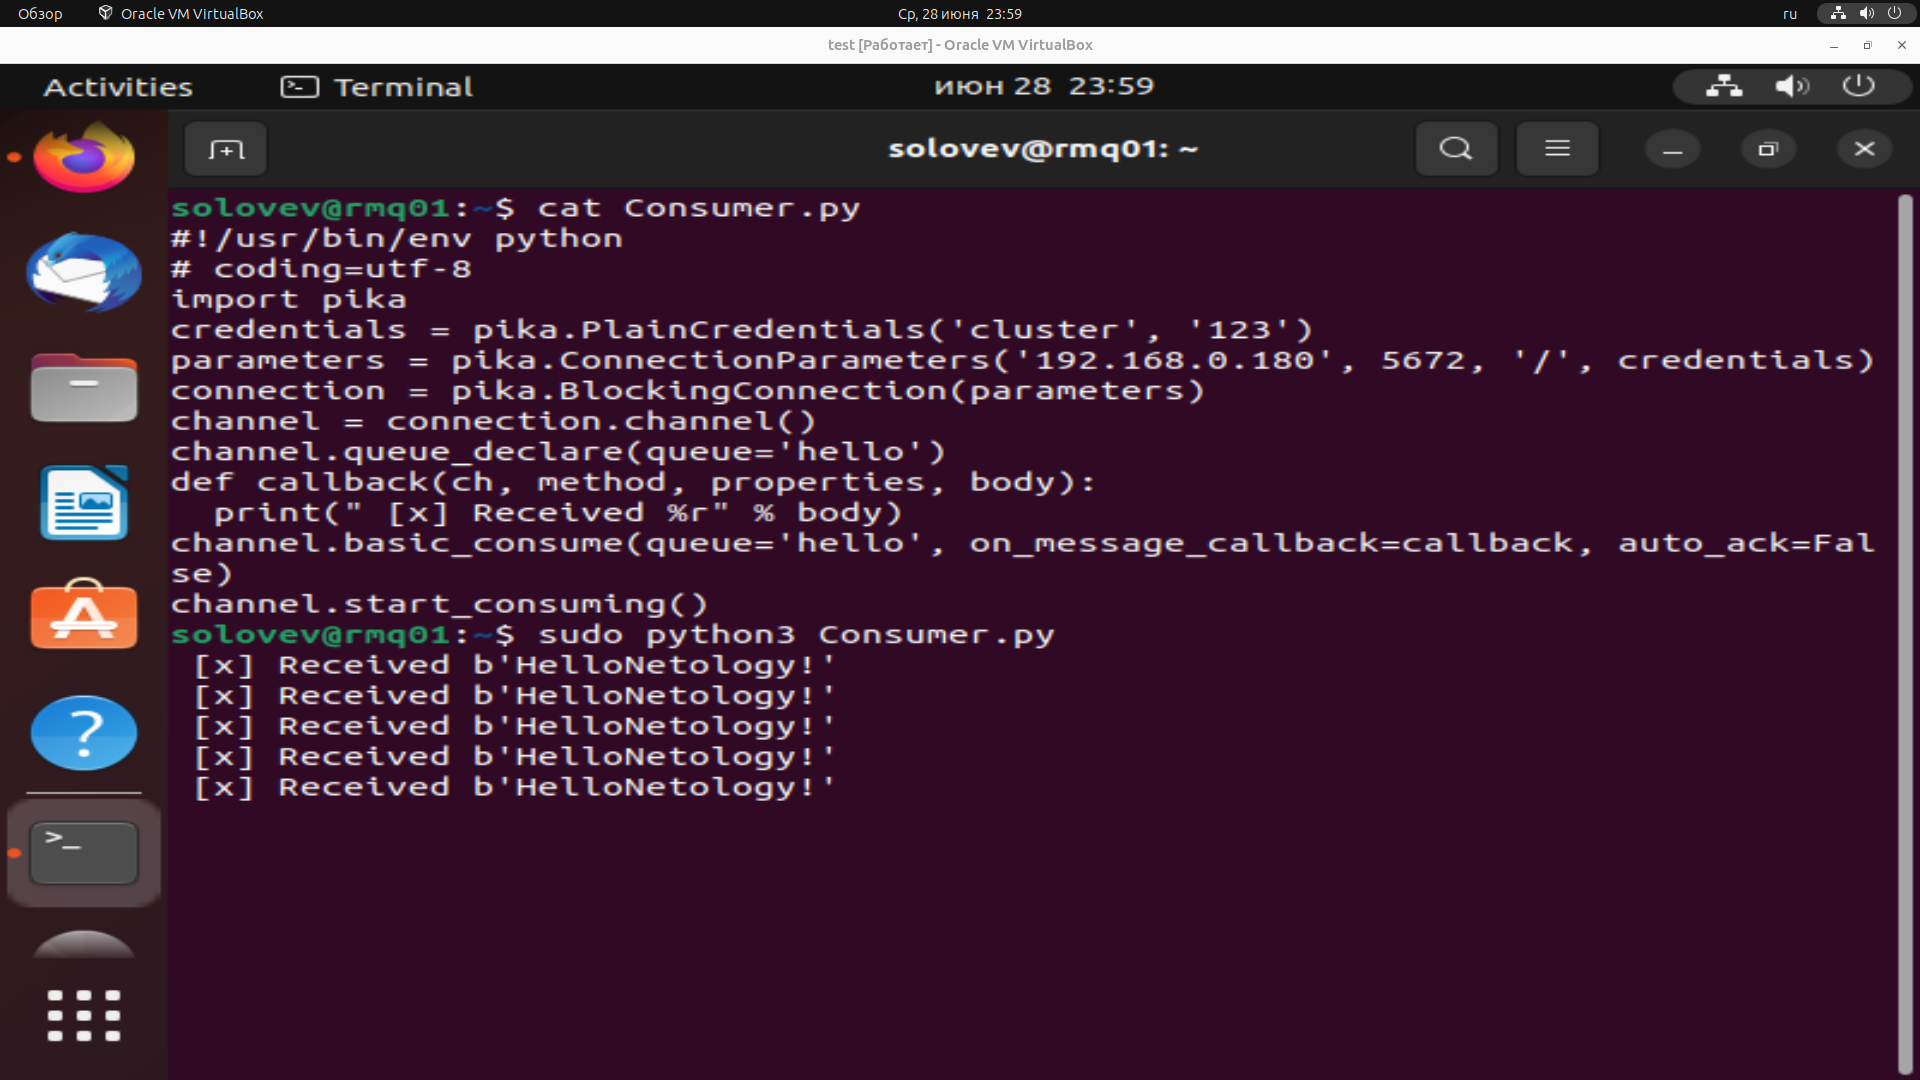 Обзор Oracle VM VirtualBox Ср, 28 июня 23:59 ru
test [Работает] - Oracle VM VirtualBox
Activities Terminal июн 28 23:59
solovev@rmq01: ~
solovev@rmq01:~$ cat Consumer.py
#!/usr/bin/env python
# coding=utf-8
import pika
credentials = pika.PlainCredentials('cluster', '123')
parameters = pika.ConnectionParameters('192.168.0.180', 5672, '/', credentials)
connection = pika.BlockingConnection(parameters)
channel = connection.channel()
channel.queue_declare(queue='hello')
def callback(ch, method, properties, body):
  print(" [x] Received %r" % body)
channel.basic_consume(queue='hello', on_message_callback=callback, auto_ack=Fal
se)
channel.start_consuming()
solovev@rmq01:~$ sudo python3 Consumer.py
 [x] Received b'HelloNetology!'
 [x] Received b'HelloNetology!'
 [x] Received b'HelloNetology!'
 [x] Received b'HelloNetology!'
 [x] Received b'HelloNetology!'